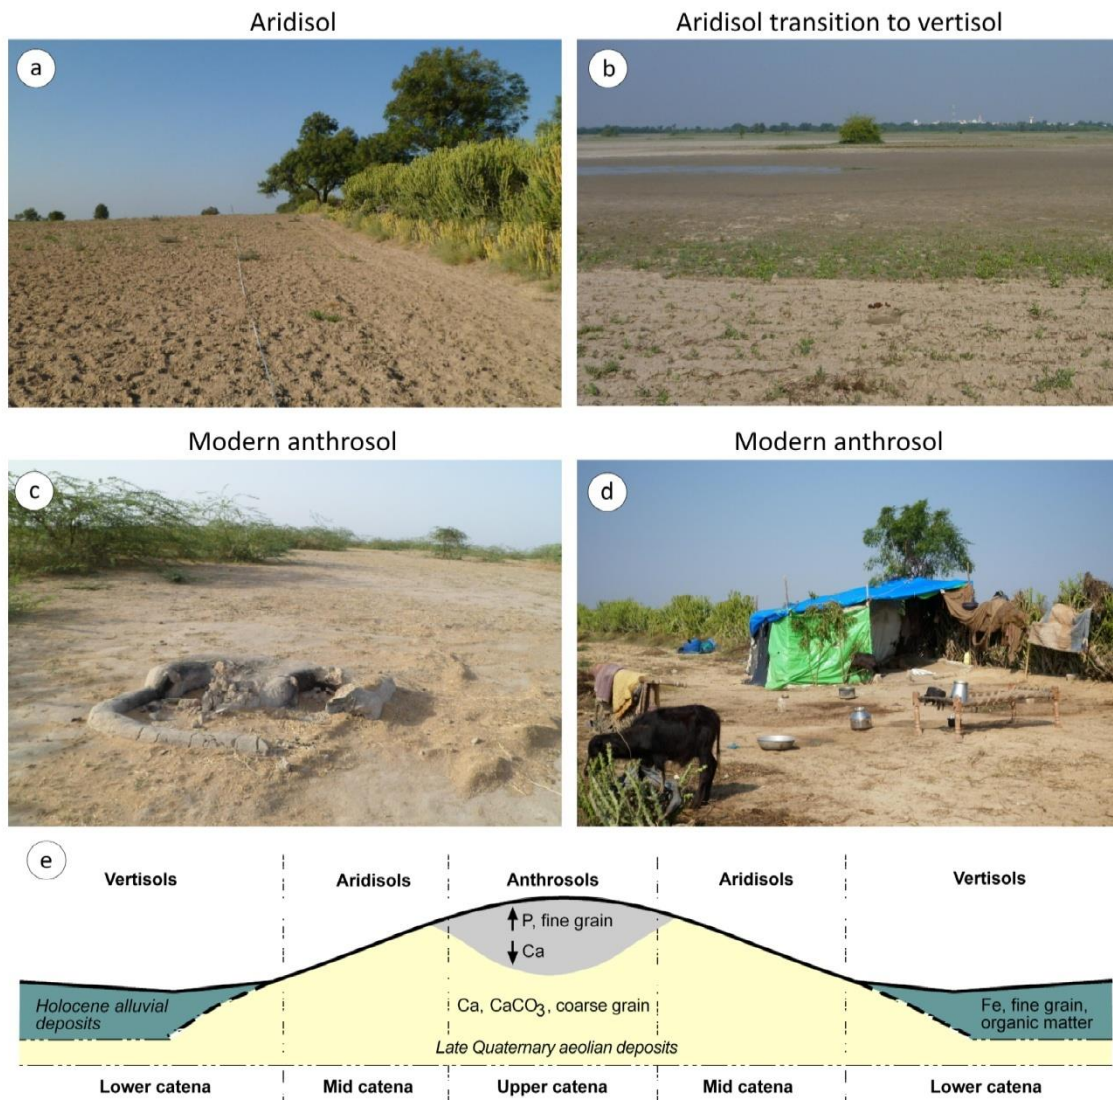 Aridisol
Aridisol transition to vertisol
a
b
Modern anthrosol
Modern anthrosol
c
d
e
Vertisols
Aridisols
Anthrosols
Aridisols
Vertisols
P, fine grain
Ca
Holocene alluvial
deposits
Ca, CaCO3, coarse grain
Fe, fine grain,
organic matter
Late Quaternary aeolian deposits
Lower catena
Mid catena
Upper catena
Mid catena
Lower catena